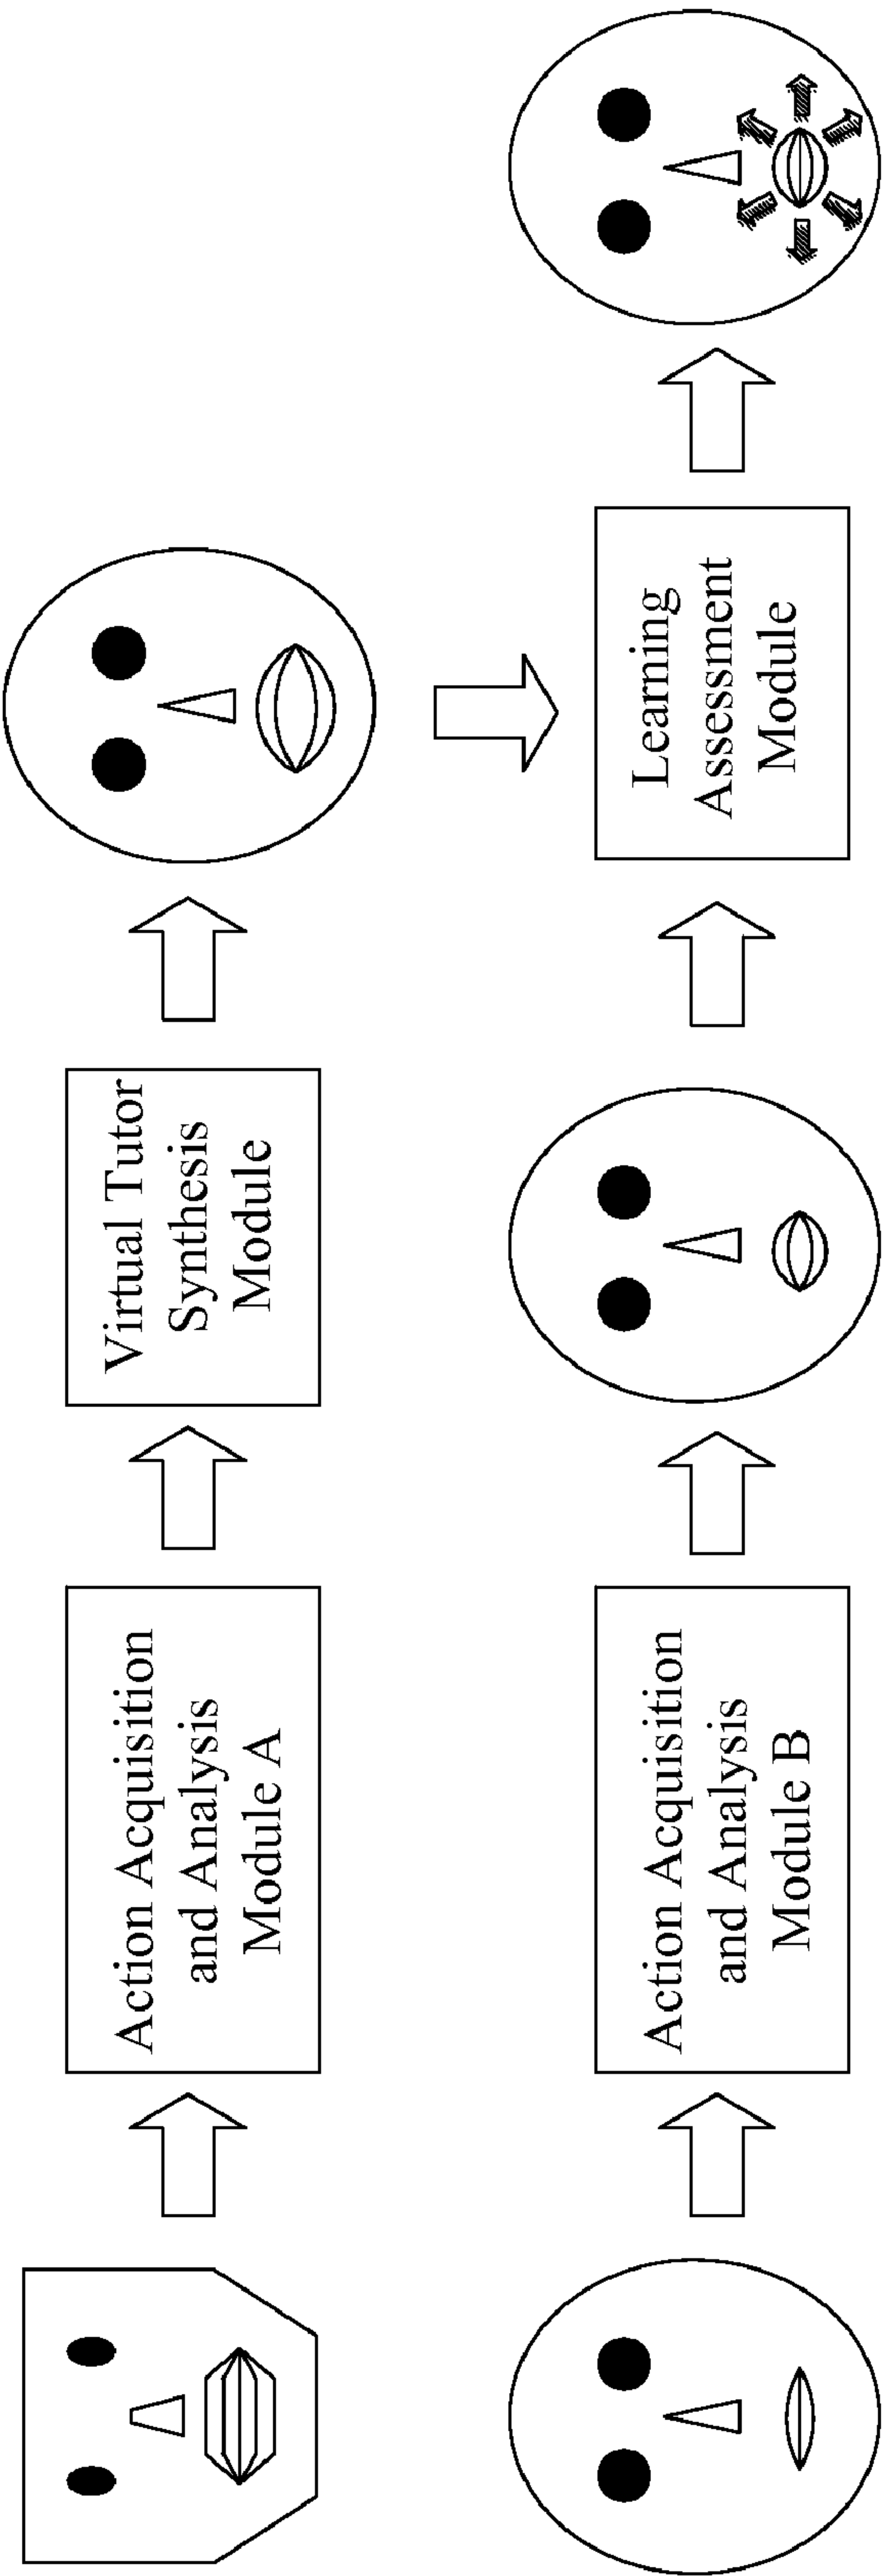 Action Acquisition
and Analysis
Module A
Virtual Tutor
Synthesis
Module
Action Acquisition
and Analysis
Module B
Learning
Assessment
Module